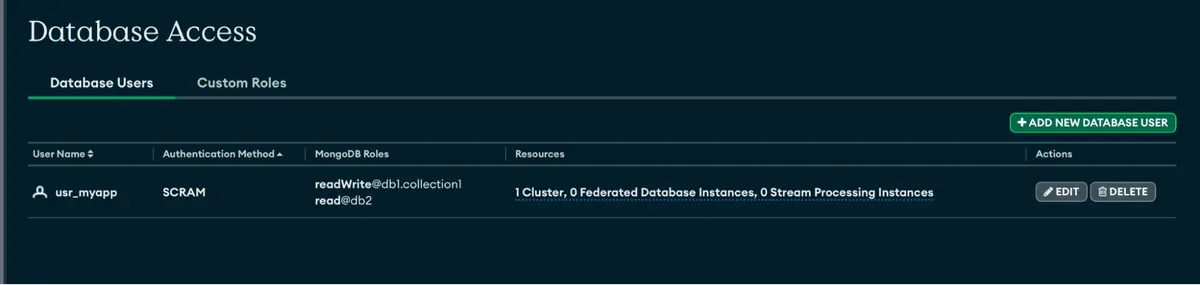 Database Access
Database Users Custom Roles
+ ADD NEW DATABASE USER
User Name Authentication Method MongoDB Roles Resources Actions
usr_myapp SCRAM readWrite@db1.collection1 1 Cluster, 0 Federated Database Instances, 0 Stream Processing Instances EDIT DELETE
read@db2